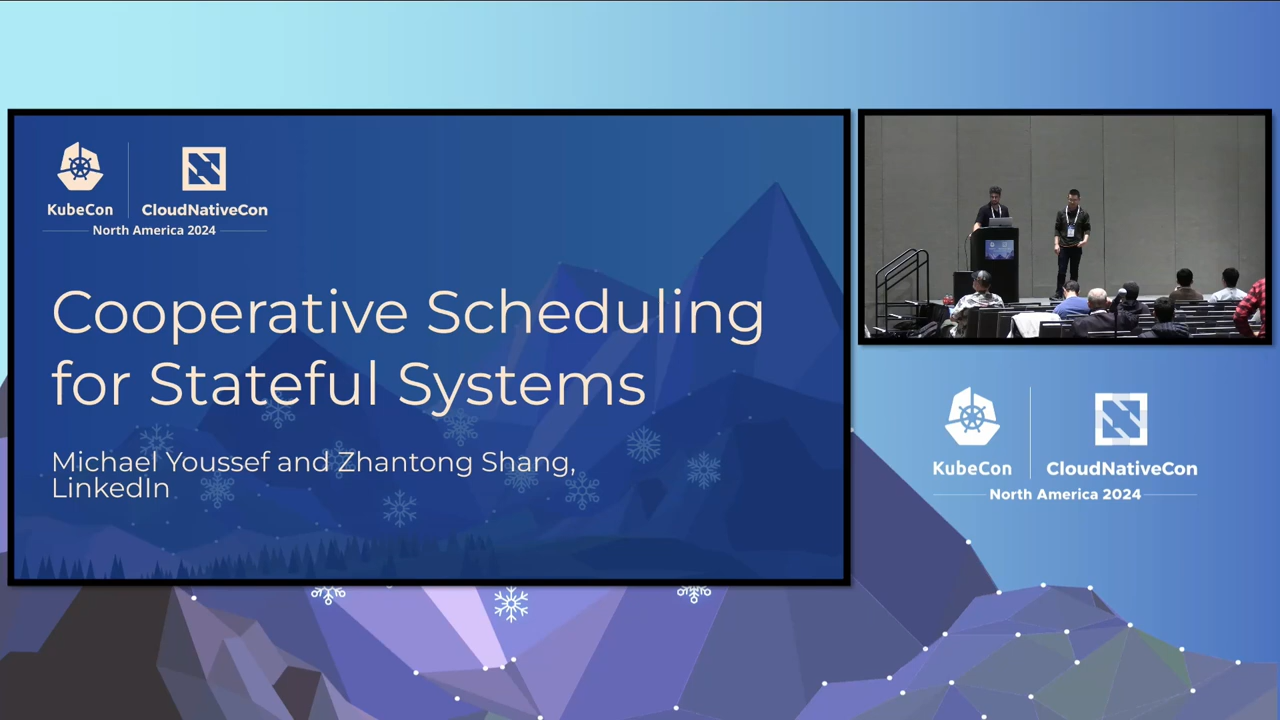 KubeCon
CloudNativeCon
North America 2024
Cooperative Scheduling
for Stateful Systems
Michael Youssef and Zhantong Shang,
LinkedIn
KubeCon
CloudNativeCon
North America 2024